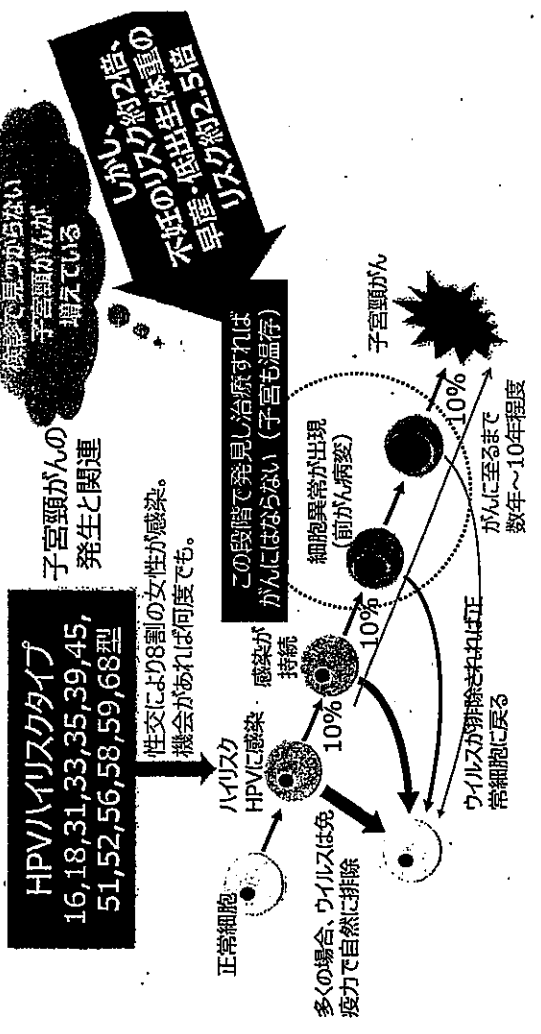 HPVハイリスクタイプ
16,18,31,33,35,39,45,
51,52,56,58,59,68型
子宮頸がんの
発生と関連
検診で見つからない
子宮頸がんが
増えている
しかし、
不妊のリスク約2倍、
早産・低出生体重の
リスク約2.5倍
性交により8割の女性が感染。
機会があれば何度でも。
この段階で発見し治療すれば
がんにはならない（子宮も温存）
正常細胞
ハイリスク
HPVに感染
感染が
持続
細胞異常が出現
（前がん病変）
子宮頸がん
10%
10%
10%
多くの場合、ウイルスは免
疫力で自然に排除
ウイルスが排除されれば正
常細胞に戻る
がんに至るまで
数年～10年程度